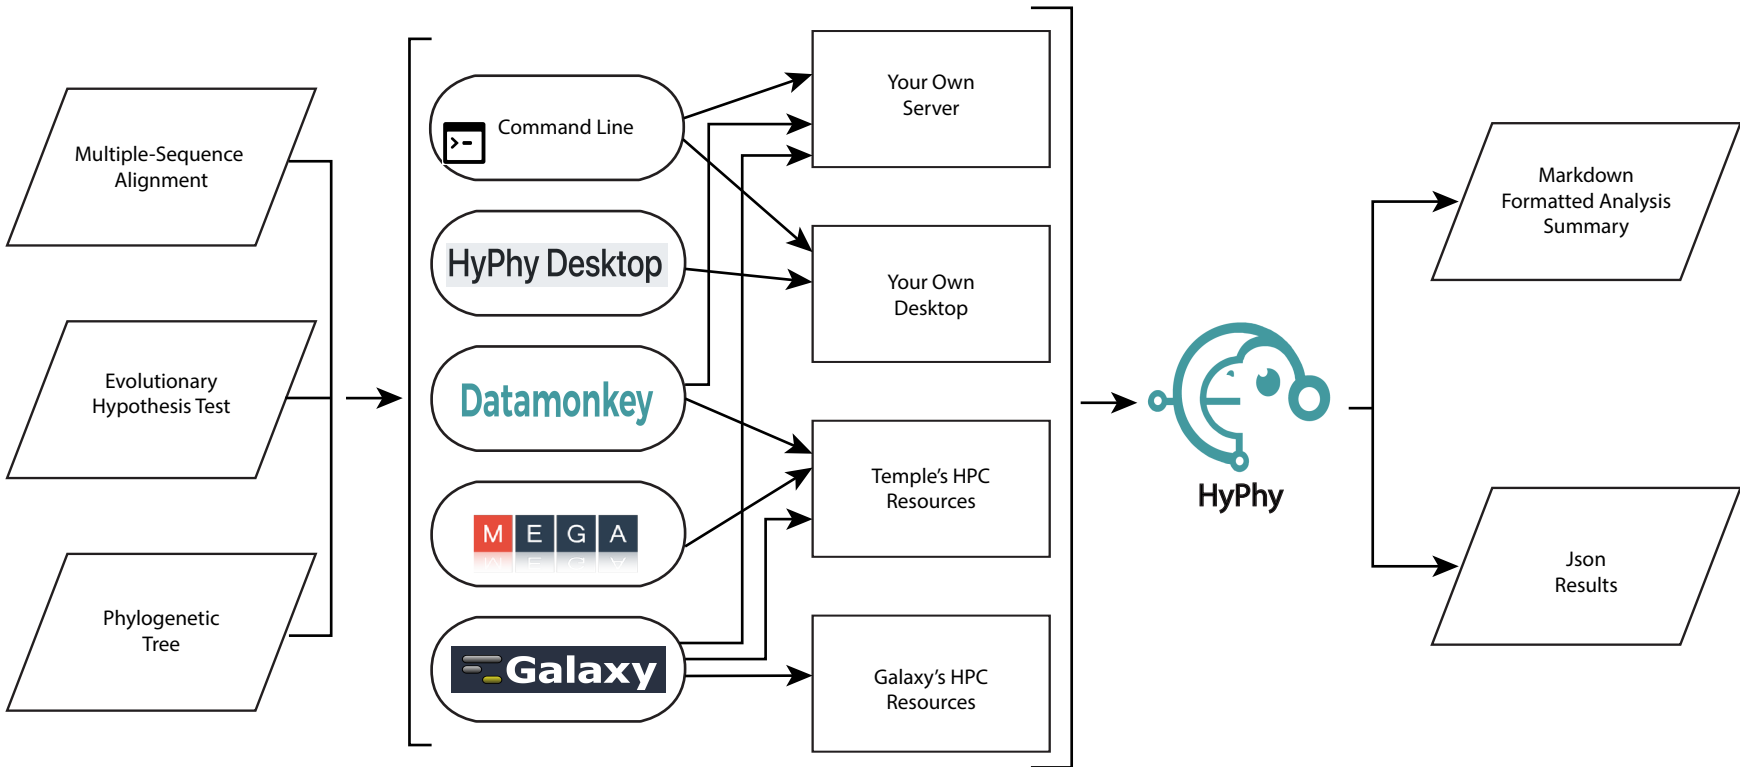 Multiple-Sequence
Alignment
Evolutionary
Hypothesis Test
Phylogenetic
Tree
Command Line
HyPhy Desktop
Datamonkey
MEGA
Galaxy
Your Own
Server
Your Own
Desktop
Temple's HPC
Resources
Galaxy's HPC
Resources
HyPhy
Markdown
Formatted Analysis
Summary
Json
Results